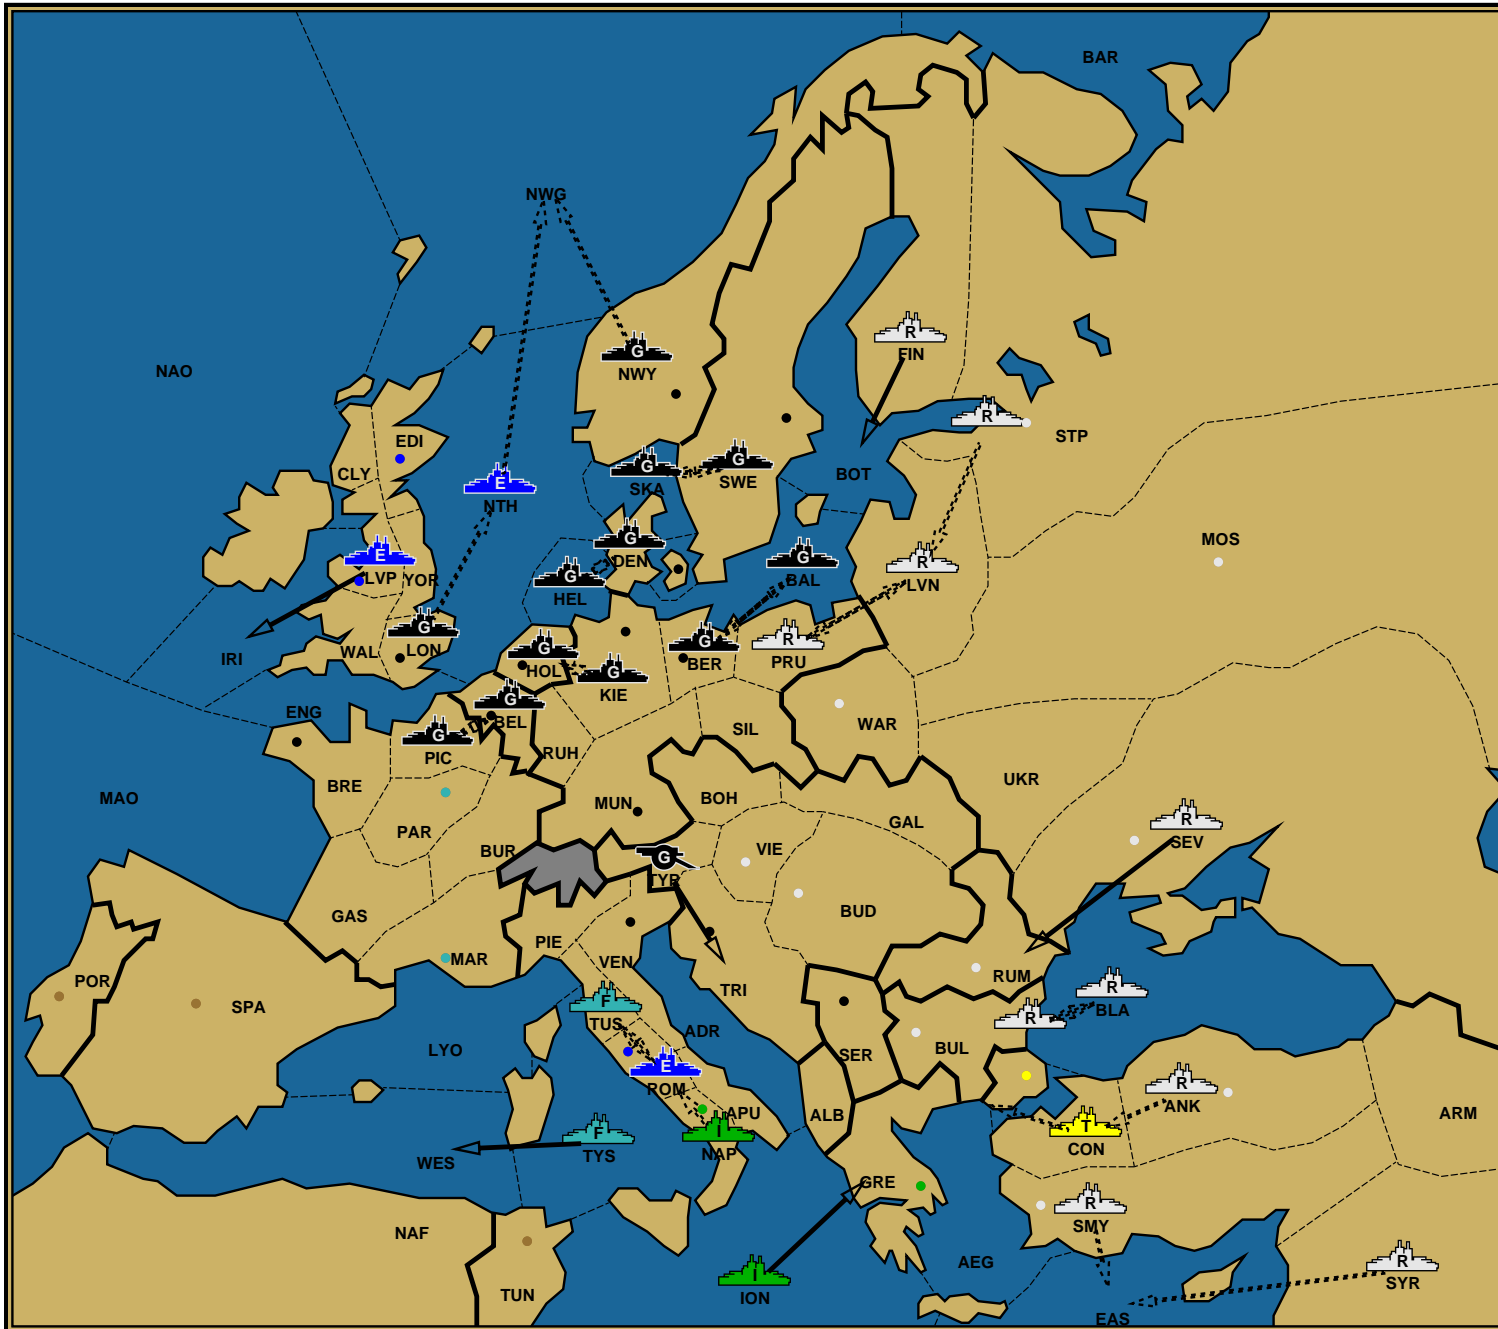 BAR
NWG
R
FIN
G
NWY
NAO
R
STP
EDI
CLY
G
SKA
G
SWE
BOT
E
NTH
MOS
G
DEN
G
BAL
R
LVN
E
LVP
YOR
G
HEL
G
LON
WAL
IRI
G
HOL
G
KIE
G
BER
R
PRU
ENG
G
BEL
G
PIC
SIL
WAR
RUH
UKR
BRE
MAO
MUN
BOH
PAR
GAL
R
SEV
BUR
VIE
G
TYR
BUD
GAS
PIE
MAR
VEN
POR
SPA
TRI
RUM
R
BLA
F
TUS
R
ADR
LYO
BUL
SER
E
ROM
R
ANK
APU
ALB
ARM
I
NAP
T
CON
F
TYS
WES
GRE
R
SMY
NAF
AEG
R
SYR
I
ION
TUN
EAS